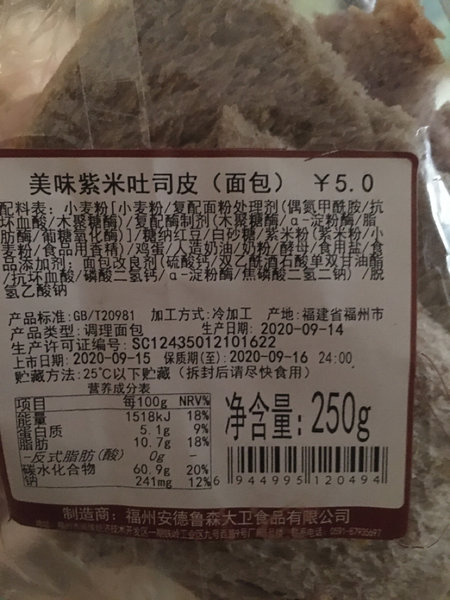 美味紫米吐司皮（面包） ￥5.0
配料表: 小麦粉[小麦粉/复配面粉处理剂(偶氮甲酰胺/抗
坏血酸/木聚糖酶)/复配酶制剂(木聚糖酶/α-淀粉酶/脂
肪酶/葡糖氧化酶)]/糖纳红豆/白砂糖/紫米粉(紫米粉/小
麦粉/食品用香精)/鸡蛋/人造奶油/奶粉/酵母/食用盐/食
品添加剂: 面包改良剂(硫酸钙/双乙酰酒石酸单双甘油酯
/抗坏血酸/磷酸二氢钙/α-淀粉酶/焦磷酸二氢二钠)/脱
氢乙酸钠
产品标准:GB/T20981 加工方式:冷加工 产地:福建省福州市
产品类型:调理面包 生产日期:2020-09-14
生产许可证编号:SC12435012101622
上市日期:2020-09-15 保质期(至):2020-09-16 24:00
贮藏方法:25℃以下贮藏（拆封后请尽快食用）
营养成分表
项目 每100g NRV%
能量 1518kJ 18%
蛋白质 5.1g 9%
脂肪 10.7g 18%
-反式脂肪(酸) 0g -
碳水化合物 60.9g 20%
钠 241mg 12%
净含量: 250g
6 944995 120494
制造商: 福州安德鲁森大卫食品有限公司